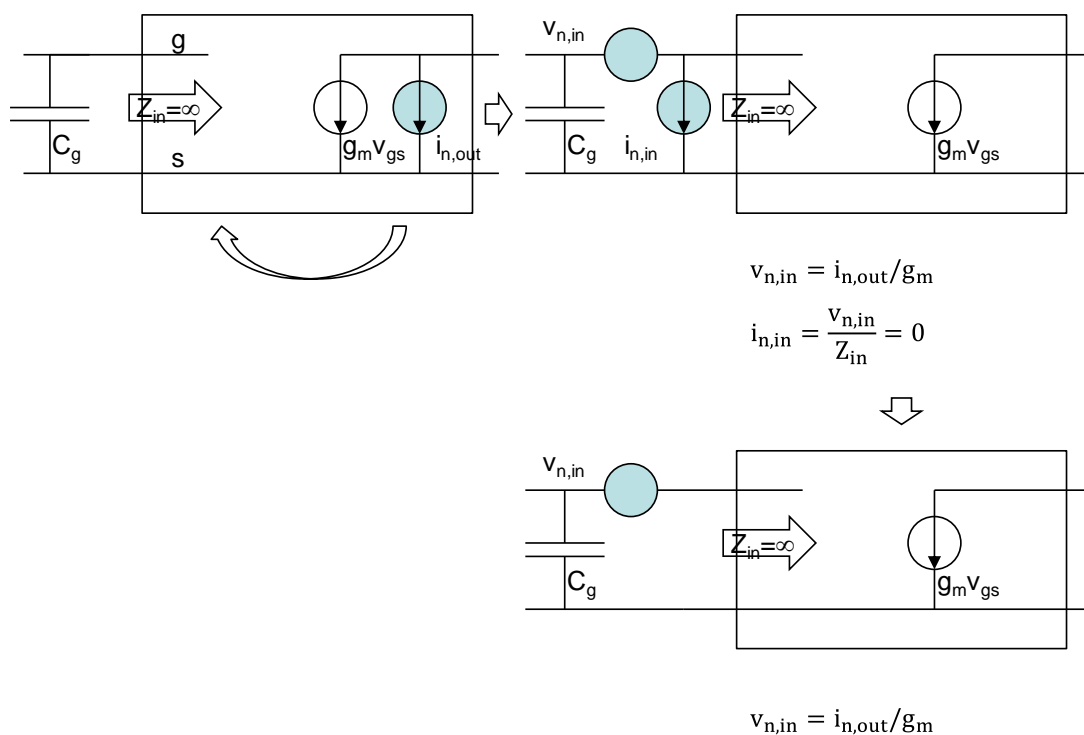 g
Z_in=∞
C_g
s
g_m v_gs
i_n,out
v_n,in
Z_in=∞
C_g
i_n,in
g_m v_gs
v_n,in = i_n,out/g_m
i_n,in = v_n,in/Z_in = 0
v_n,in
Z_in=∞
C_g
g_m v_gs
v_n,in = i_n,out/g_m